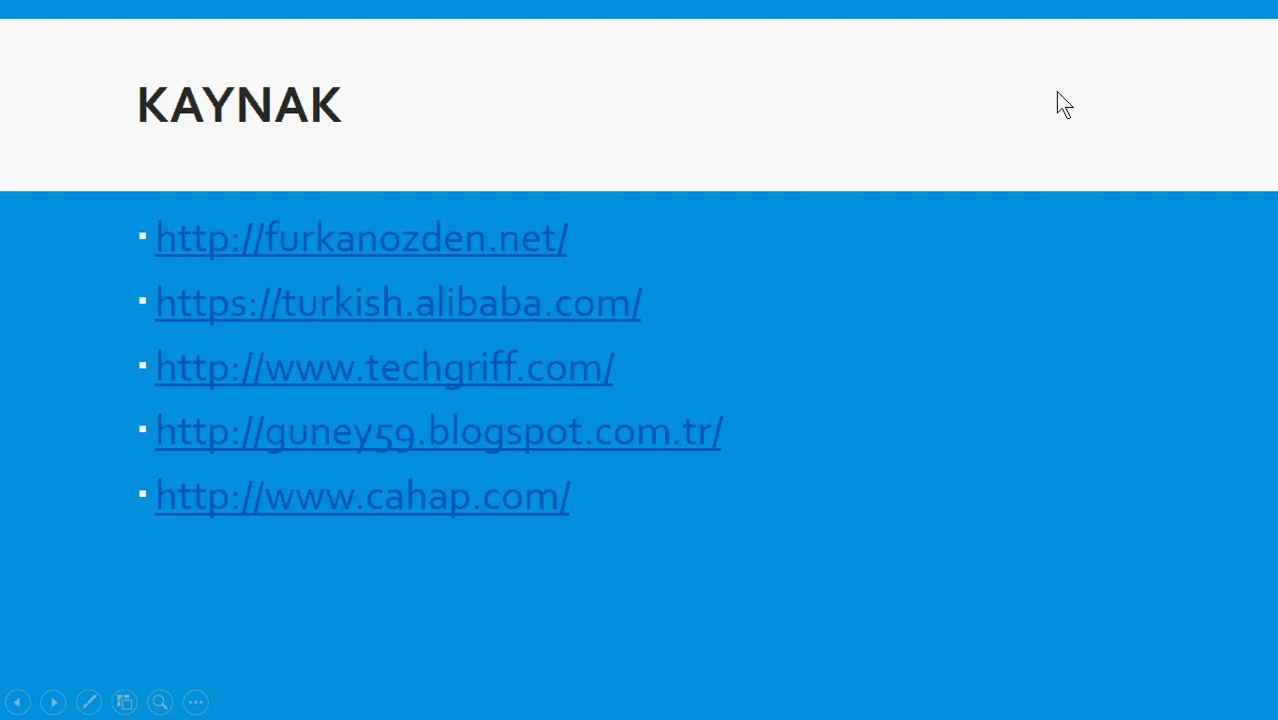 KAYNAK
http://furkanozden.net/
https://turkish.alibaba.com/
http://www.techgriff.com/
http://guney59.blogspot.com.tr/
http://www.cahap.com/